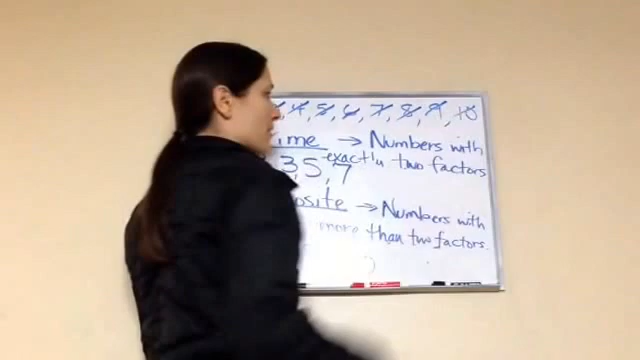 4, 5, 6, 7, 8, 9, 10
ime → Numbers with
exactly two factors
3, 5, 7
osite → Numbers with
more than two factors.